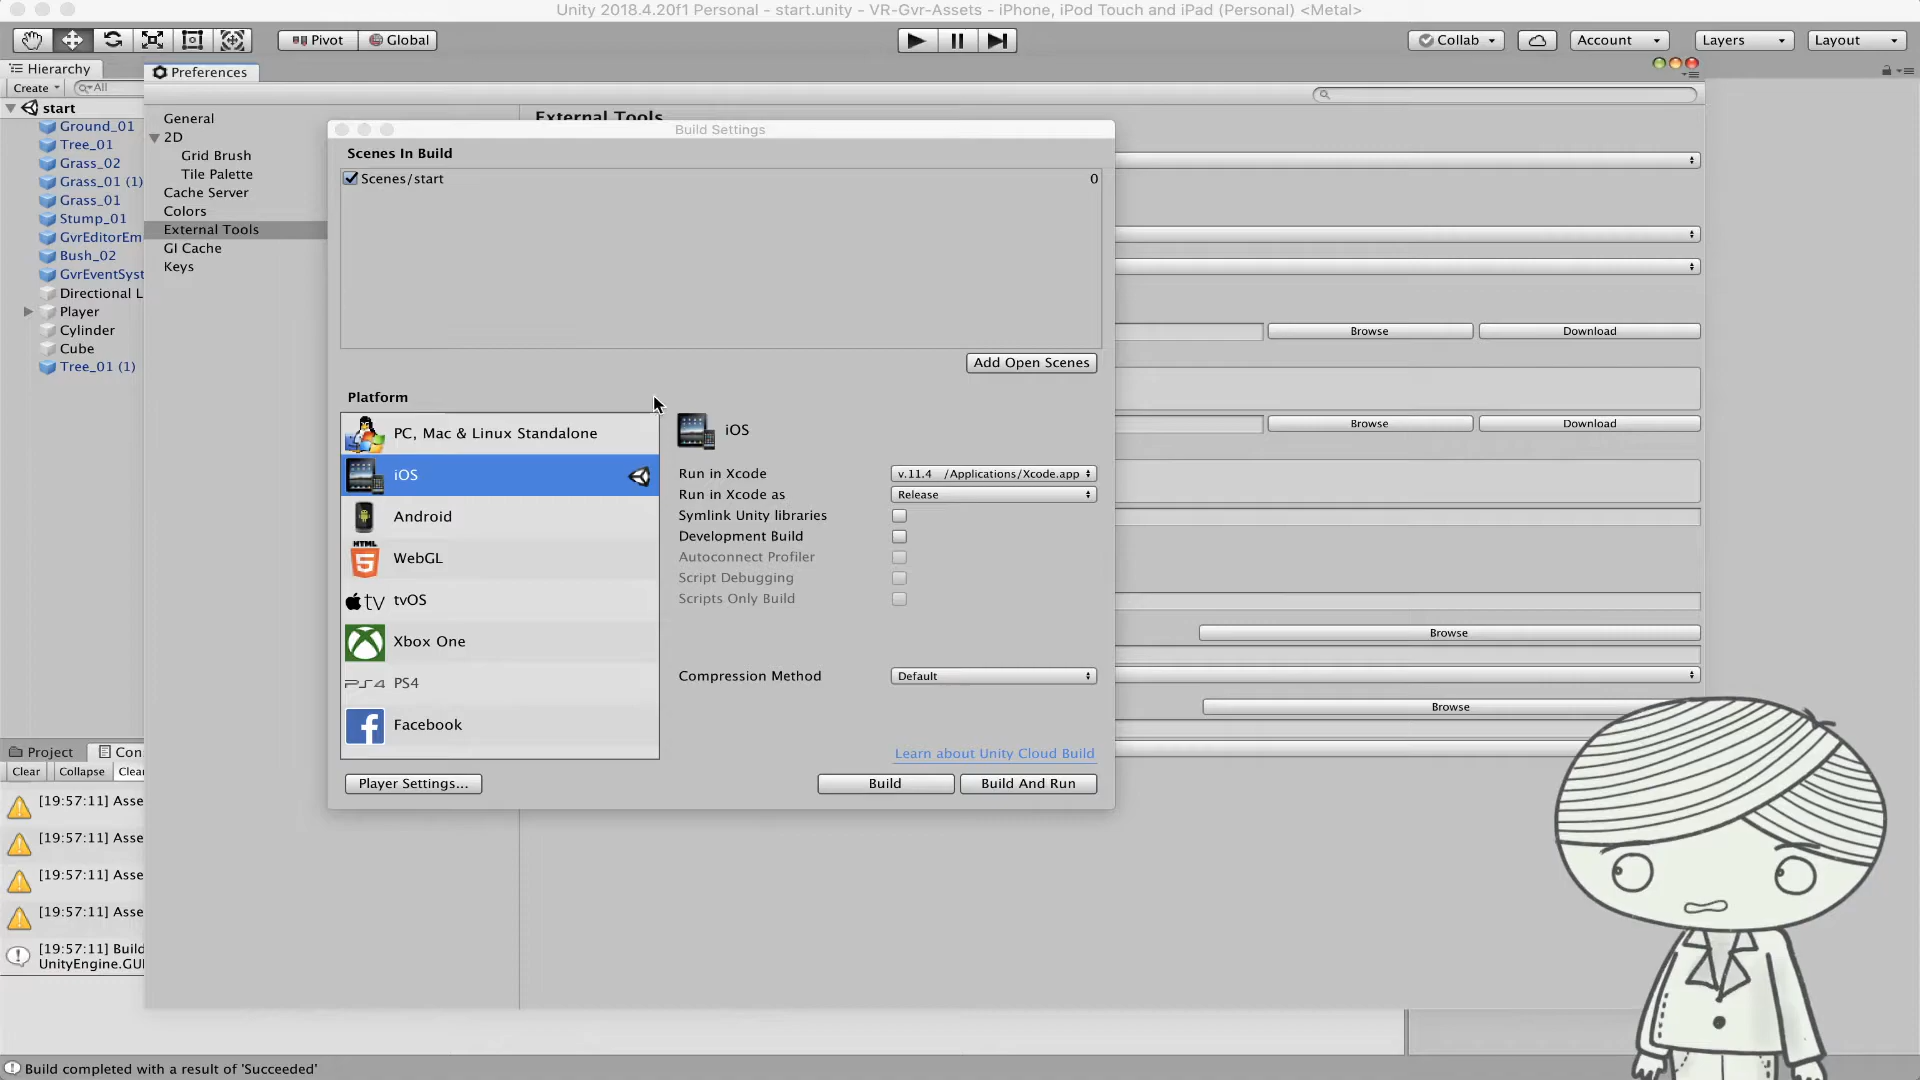 Unity 2018.4.20f1 Personal - start.unity - VR-Gvr-Assets - iPhone, iPod Touch and iPad (Personal) <Metal>
Pivot
Global
Collab
Account
Layers
Layout
Hierarchy
Create
All
start
Ground_01
Tree_01
Grass_02
Grass_01 (1)
Grass_01
Stump_01
GvrEditorEm
Bush_02
GvrEventSyst
Directional L
Player
Cylinder
Cube
Tree_01 (1)
Preferences
General
2D
Grid Brush
Tile Palette
Cache Server
Colors
External Tools
GI Cache
Keys
External Tools
Browse
Download
Browse
Download
Browse
Browse
Build Settings
Scenes In Build
Scenes/start 0
Add Open Scenes
Platform
PC, Mac & Linux Standalone
iOS
Android
HTML
5
WebGL
tv
tvOS
Xbox One
PS4
PS4
f
Facebook
iOS
Run in Xcode v.11.4 /Applications/Xcode.app
Run in Xcode as Release
Symlink Unity libraries
Development Build
Autoconnect Profiler
Script Debugging
Scripts Only Build
Compression Method Default
Learn about Unity Cloud Build
Player Settings...
Build
Build And Run
Project
Con
Clear
Collapse
Clear
[19:57:11] Asse
[19:57:11] Asse
[19:57:11] Asse
[19:57:11] Asse
[19:57:11] Build
UnityEngine.GUI
Build completed with a result of 'Succeeded'